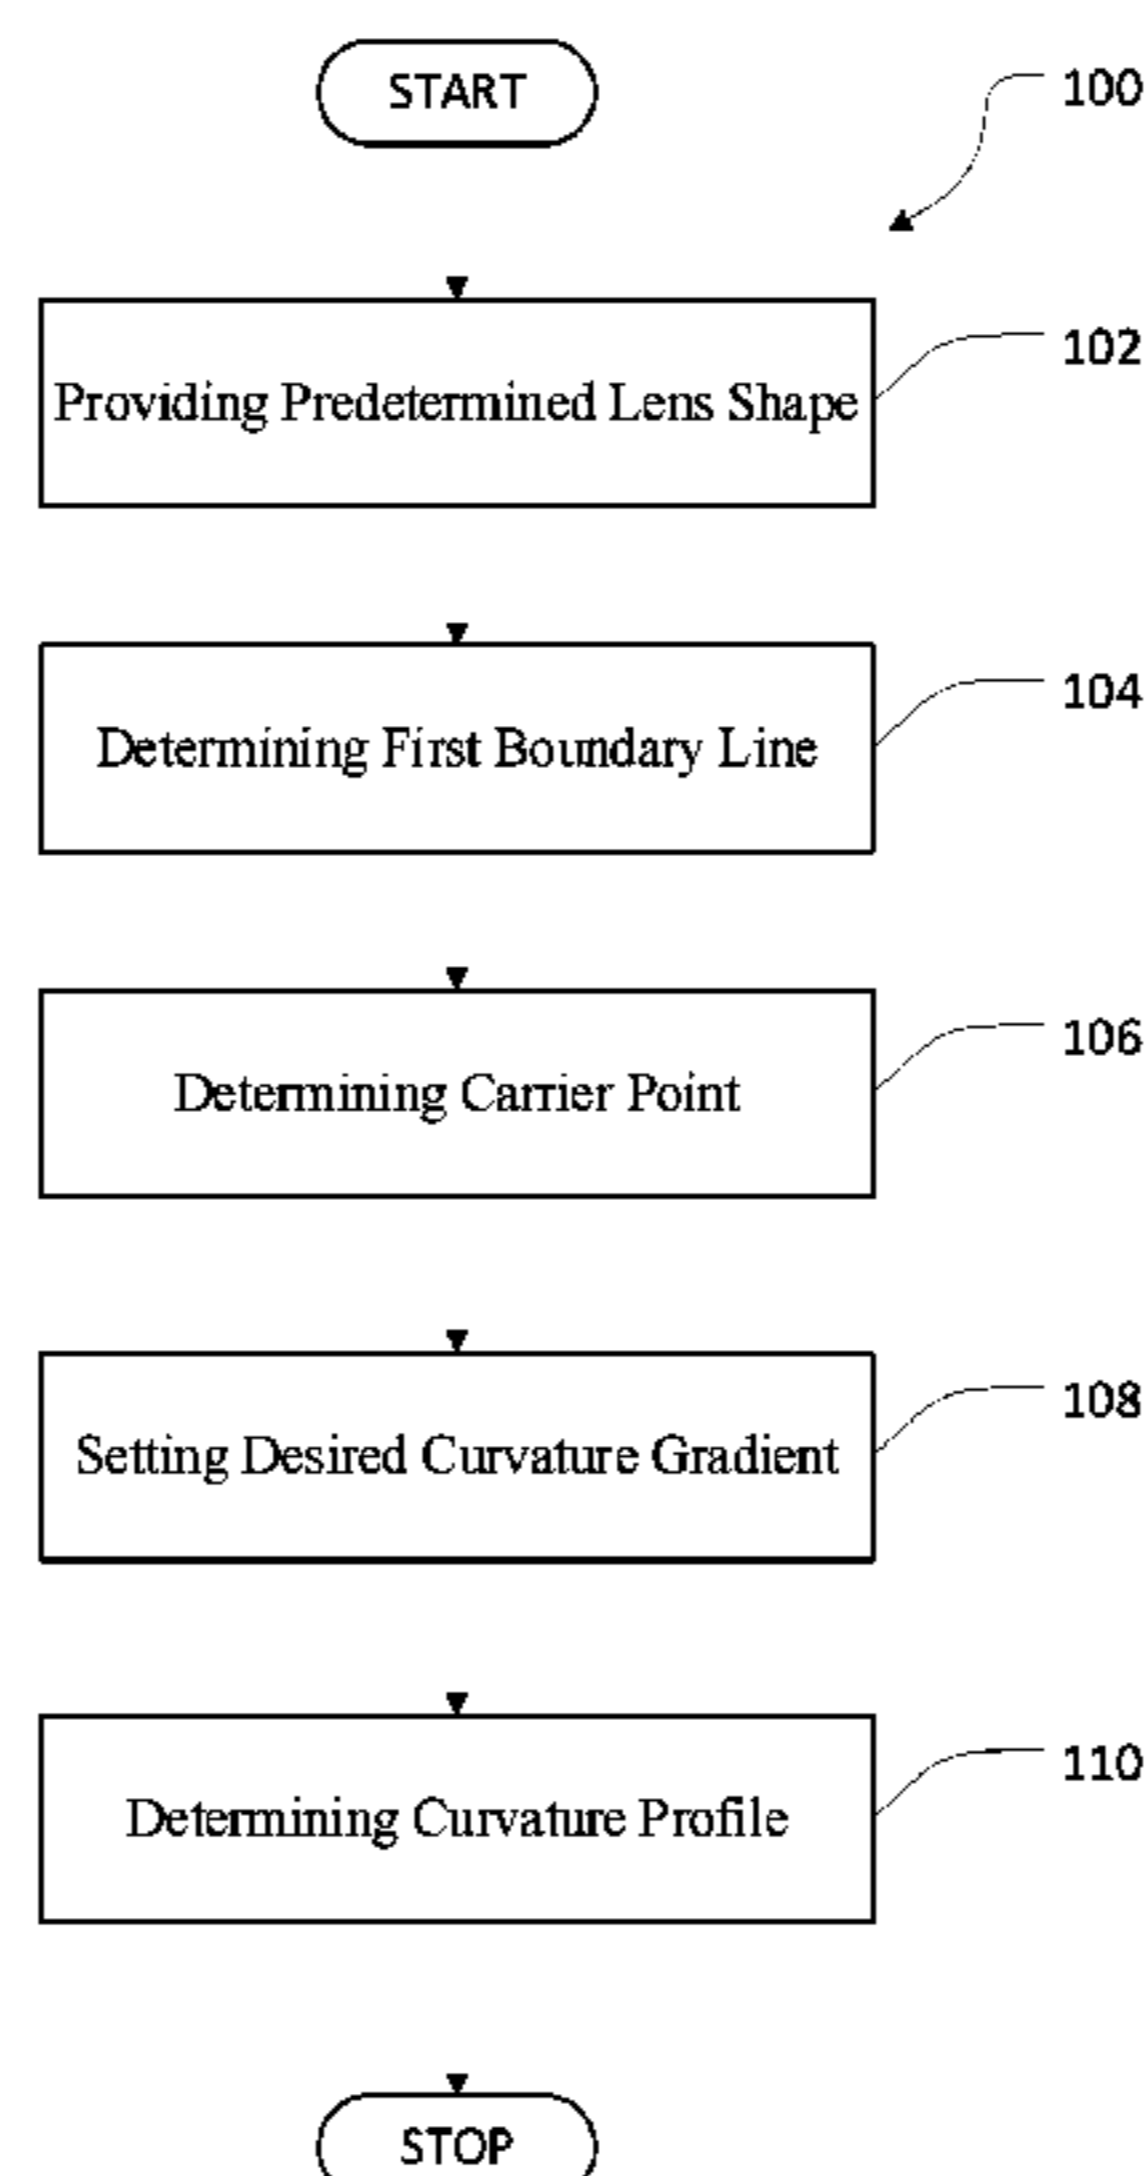 START
100
Providing Predetermined Lens Shape
102
Determining First Boundary Line
104
Determining Carrier Point
106
Setting Desired Curvature Gradient
108
Determining Curvature Profile
110
STOP